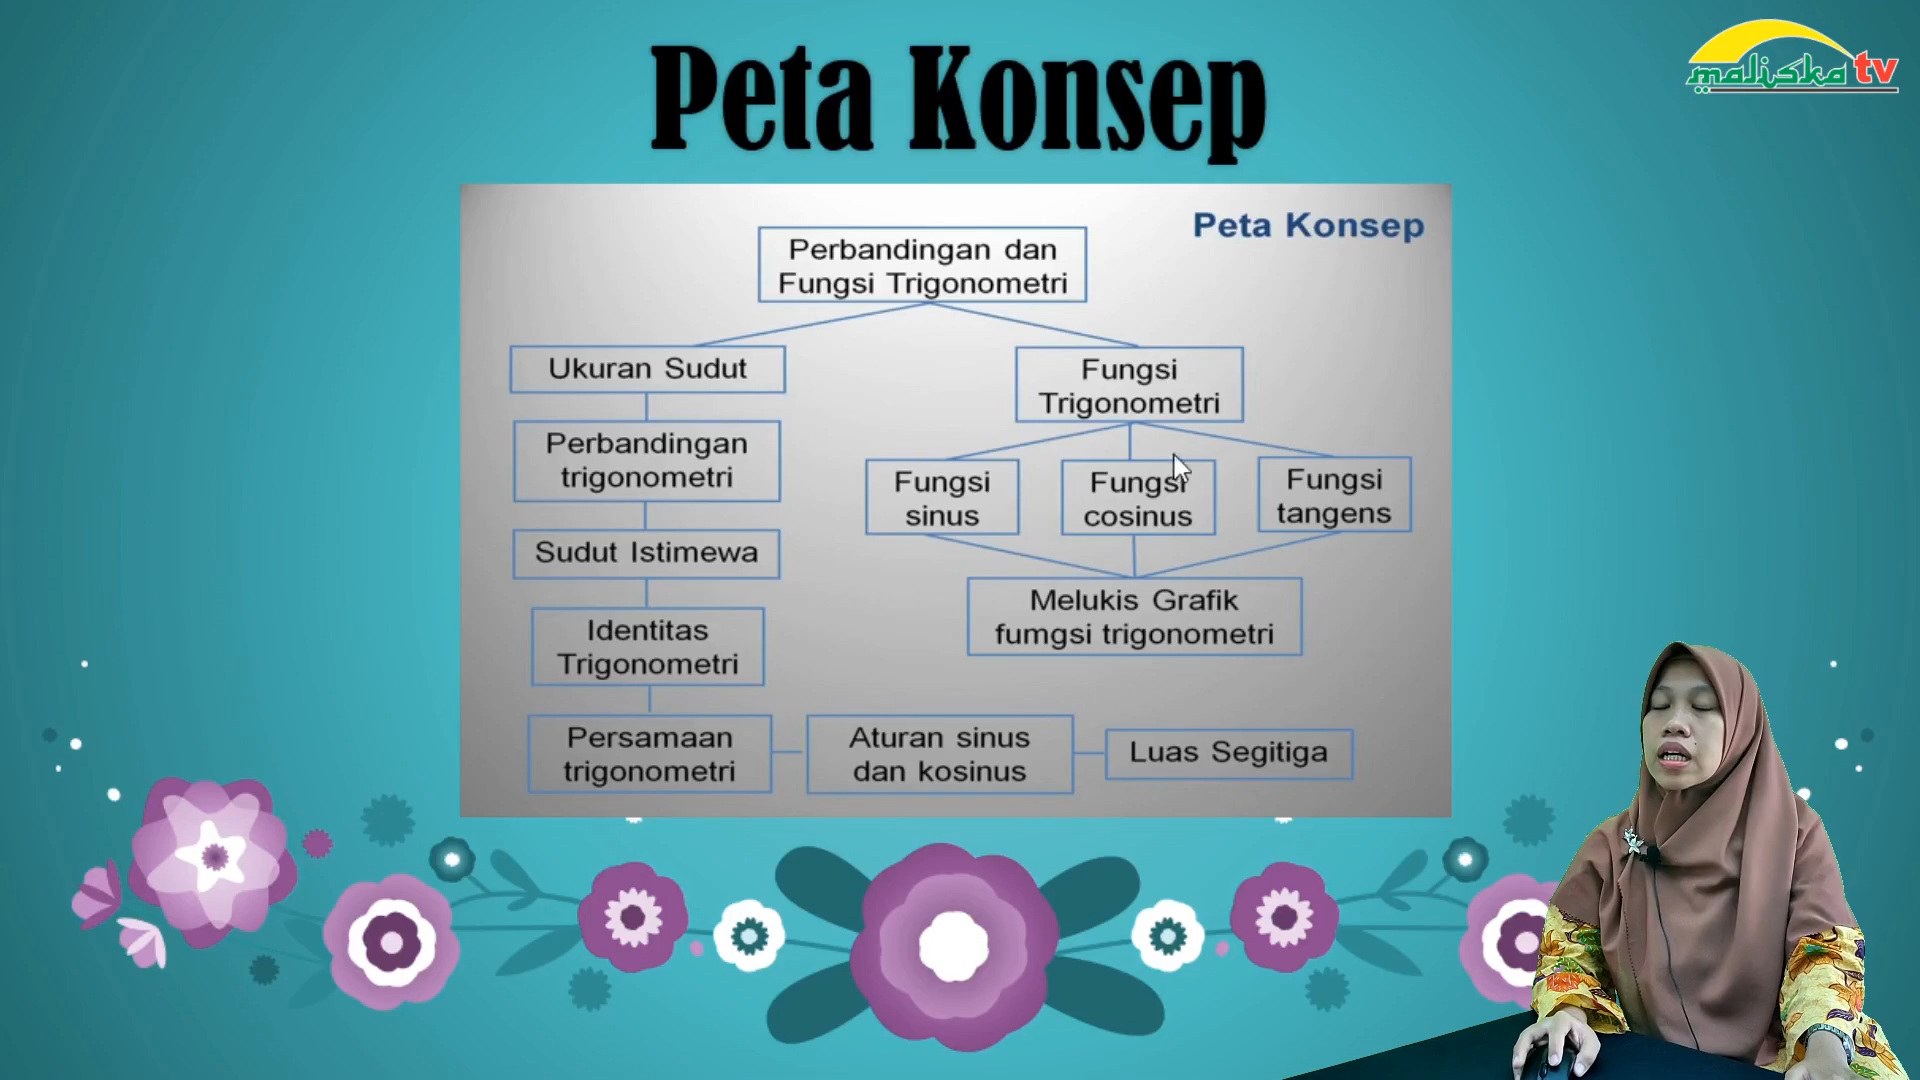 Peta Konsep
maliska tv
Peta Konsep
Perbandingan dan
Fungsi Trigonometri
Ukuran Sudut
Perbandingan
trigonometri
Sudut Istimewa
Identitas
Trigonometri
Persamaan
trigonometri
Aturan sinus
dan kosinus
Luas Segitiga
Fungsi
Trigonometri
Fungsi
sinus
Fungsi
cosinus
Fungsi
tangens
Melukis Grafik
fumgsi trigonometri